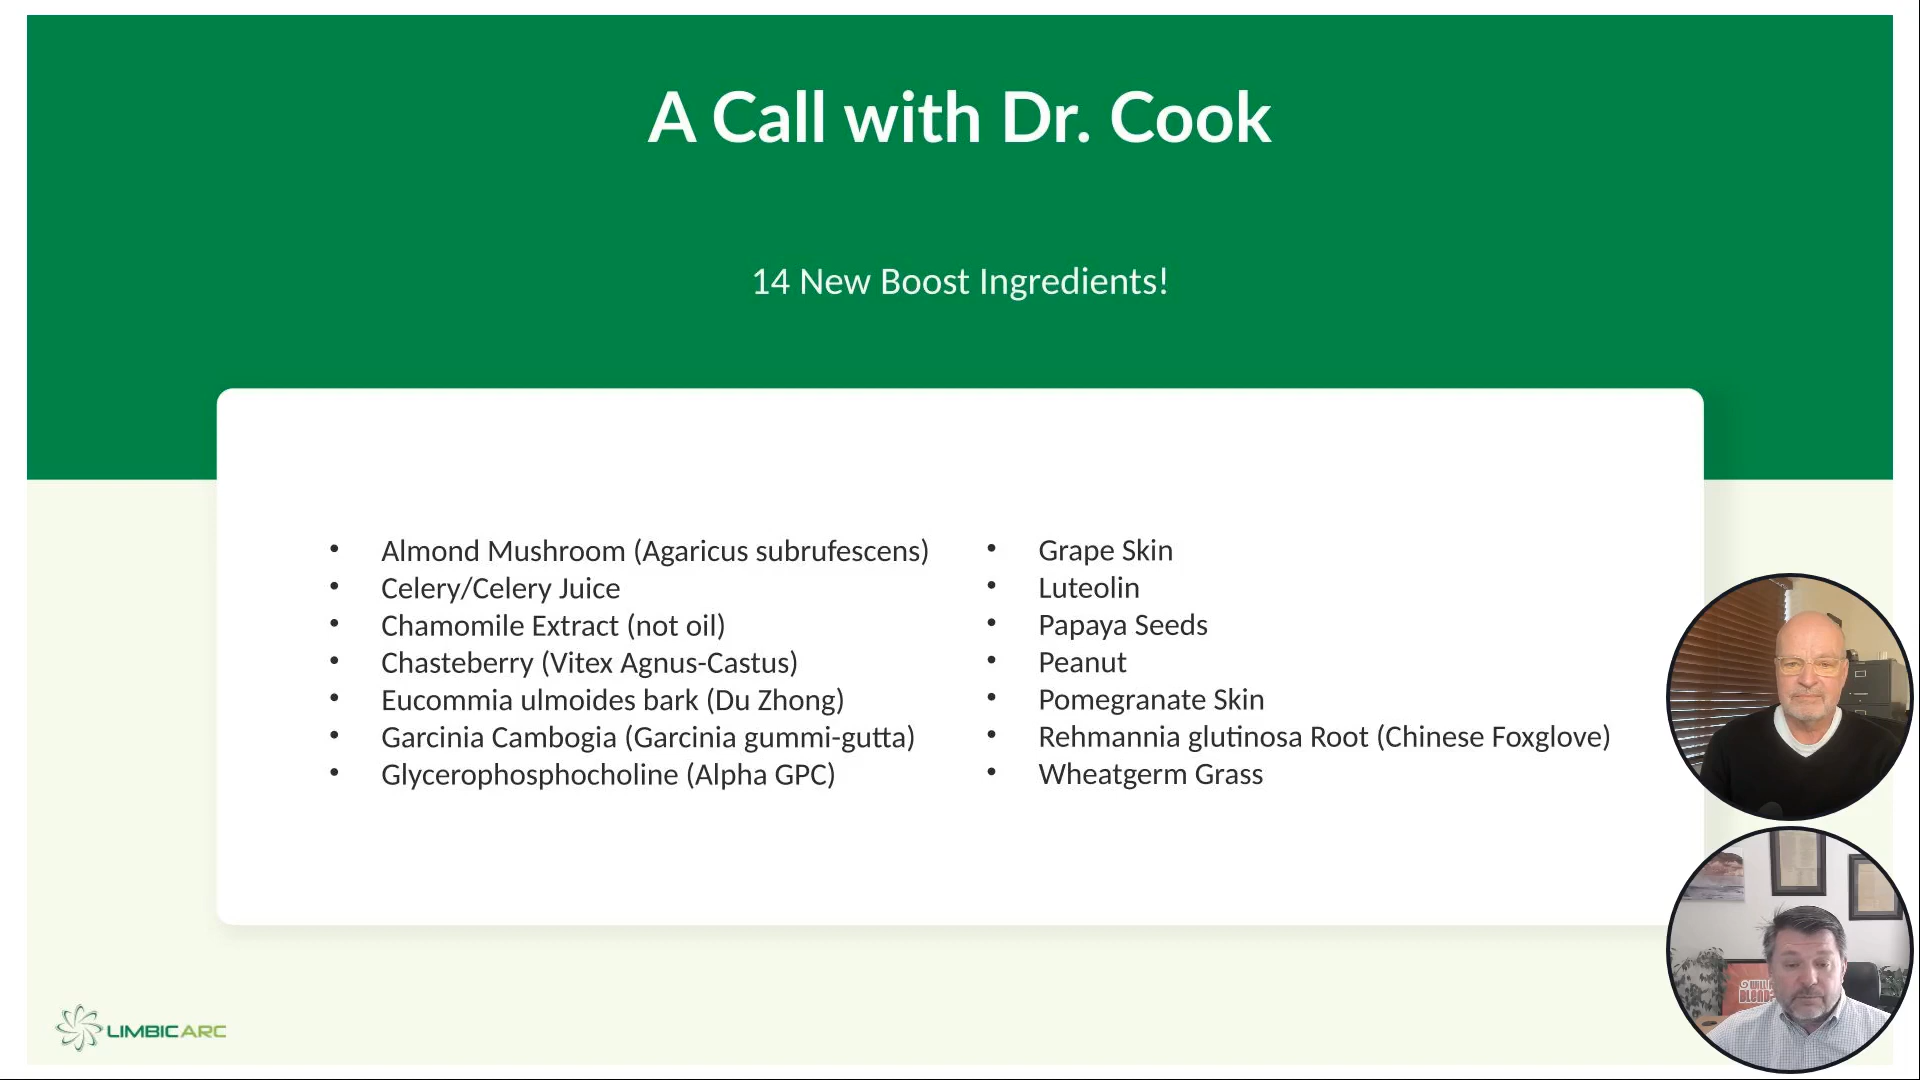 A Call with Dr. Cook
14 New Boost Ingredients!
• Almond Mushroom (Agaricus subrufescens)
• Celery/Celery Juice
• Chamomile Extract (not oil)
• Chasteberry (Vitex Agnus-Castus)
• Eucommia ulmoides bark (Du Zhong)
• Garcinia Cambogia (Garcinia gummi-gutta)
• Glycerophosphocholine (Alpha GPC)
• Grape Skin
• Luteolin
• Papaya Seeds
• Peanut
• Pomegranate Skin
• Rehmannia glutinosa Root (Chinese Foxglove)
• Wheatgerm Grass
LIMBICARC